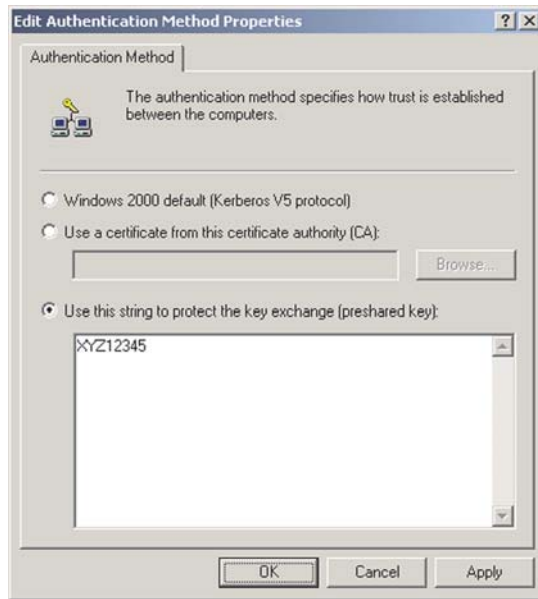 Edit Authentication Method Properties
Authentication Method
The authentication method specifies how trust is established
between the computers.
Windows 2000 default (Kerberos V5 protocol)
Use a certificate from this certificate authority (CA):
Browse...
Use this string to protect the key exchange (preshared key):
XYZ12345
OK Cancel Apply